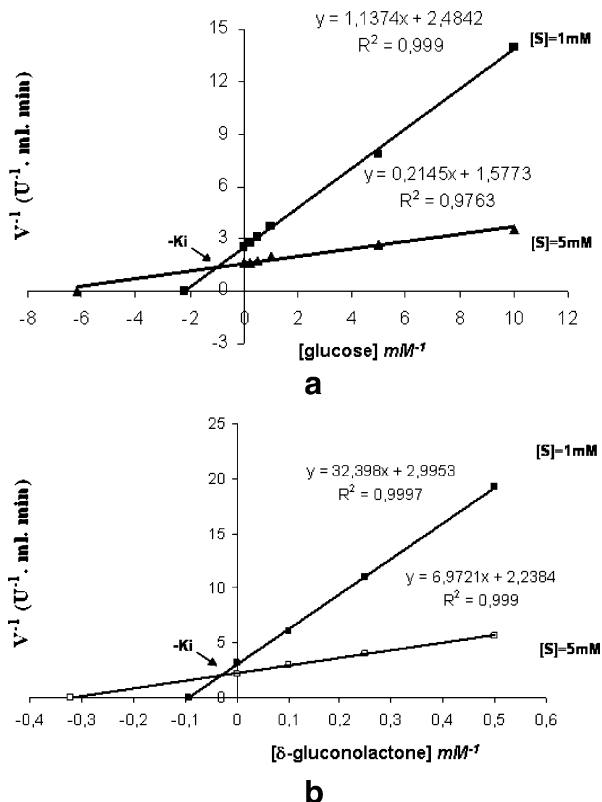 y = 1,1374x + 2,4842
R² = 0,999
[S]=1mM
15
12
9
6
3
0
-3
V⁻¹ (U⁻¹. ml. min)
y = 0,2145x + 1,5773
R² = 0,9763
-Ki
[S]=5mM
-8 -6 -4 -2 0 2 4 6 8 10 12
[glucose] mM⁻¹
a
25
20
15
10
5
0
V⁻¹ (U⁻¹. ml. min)
[S]=1mM
y = 32,398x + 2,9953
R² = 0,9997
y = 6,9721x + 2,2384
R² = 0,999
-Ki
[S]=5mM
-0,4 -0,3 -0,2 -0,1 0 0,1 0,2 0,3 0,4 0,5 0,6
[δ-gluconolactone] mM⁻¹
b